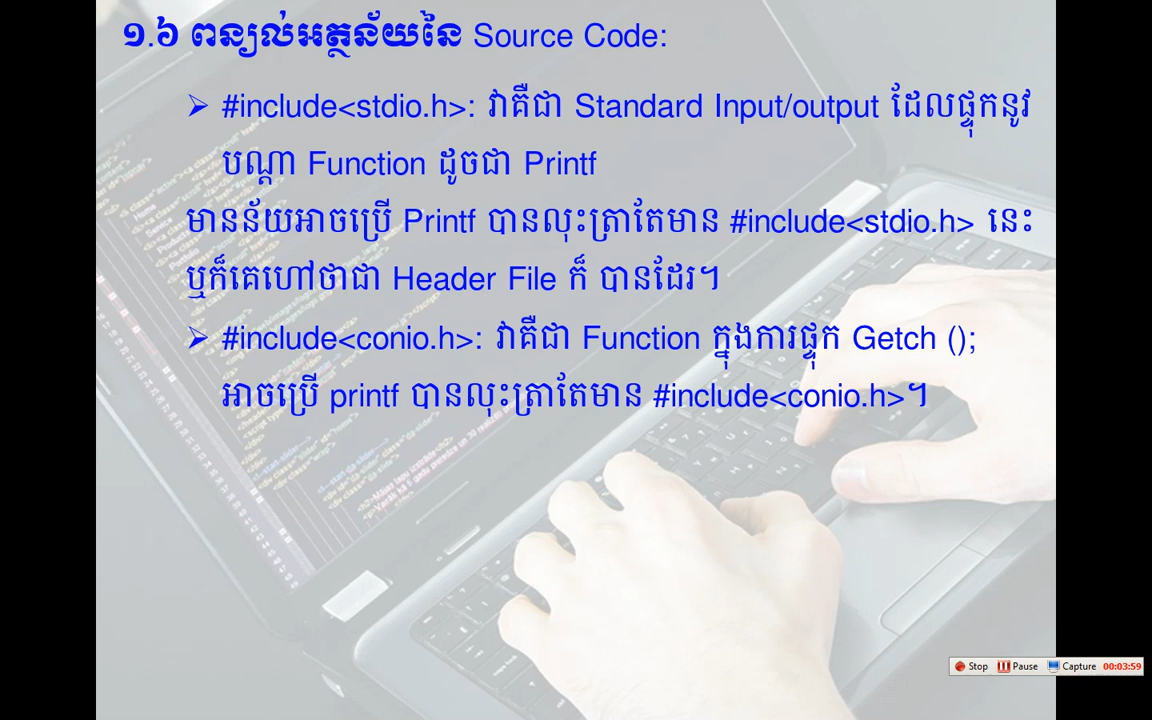 ១.៦ ពន្យល់អត្ថន័យនៃ Source Code:
➢ #include<stdio.h>: វាគឺជា Standard Input/output ដែលផ្ទុកនូវ
បណ្ដា Function ដូចជា Printf
មានន័យអាចប្រើ Printf បានលុះត្រាតែមាន #include<stdio.h> នេះ
ឬក៏គេហៅថាជា Header File ក៏ បានដែរ។
➢ #include<conio.h>: វាគឺជា Function ក្នុងការផ្ទុក Getch ();
អាចប្រើ printf បានលុះត្រាតែមាន #include<conio.h>។
Stop Pause Capture 00:03:59